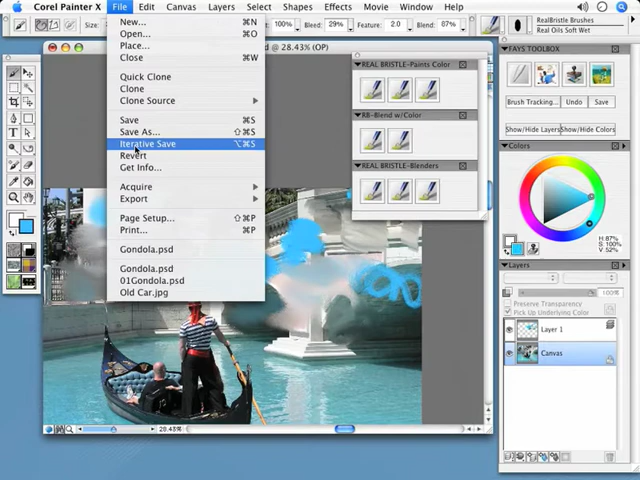 Corel Painter X File Edit Canvas Layers Select Shapes Effects Movie Window Help
100% Resat: 29% Bleed: 87%
RealBristle Brushes
Real Oils Soft Wet
@ 28.43% (OP)
New... ⌘N
Open... ⌘O
Place...
Close ⌘W
Quick Clone
Clone
Clone Source
Save ⌘S
Save As... ⇧⌘S
Iterative Save ⌥⌘S
Revert
Get Info...
Acquire
Export
Page Setup... ⇧⌘P
Print... ⌘P
Gondola.psd
Gondola.psd
01Gondola.psd
Old Car.jpg
REAL BRISTLE-Paints Color
RB-Blend w/Color
REAL BRISTLE-Blenders
FAYS TOOLBOX
Brush Tracking... Undo Save
Show/Hide Layers Show/Hide Colors
Colors
H: 87%
S: 52%
Layers
100%
Preserve Transparency
Pick Up Underlying Color
Layer 1
Canvas
28.43%